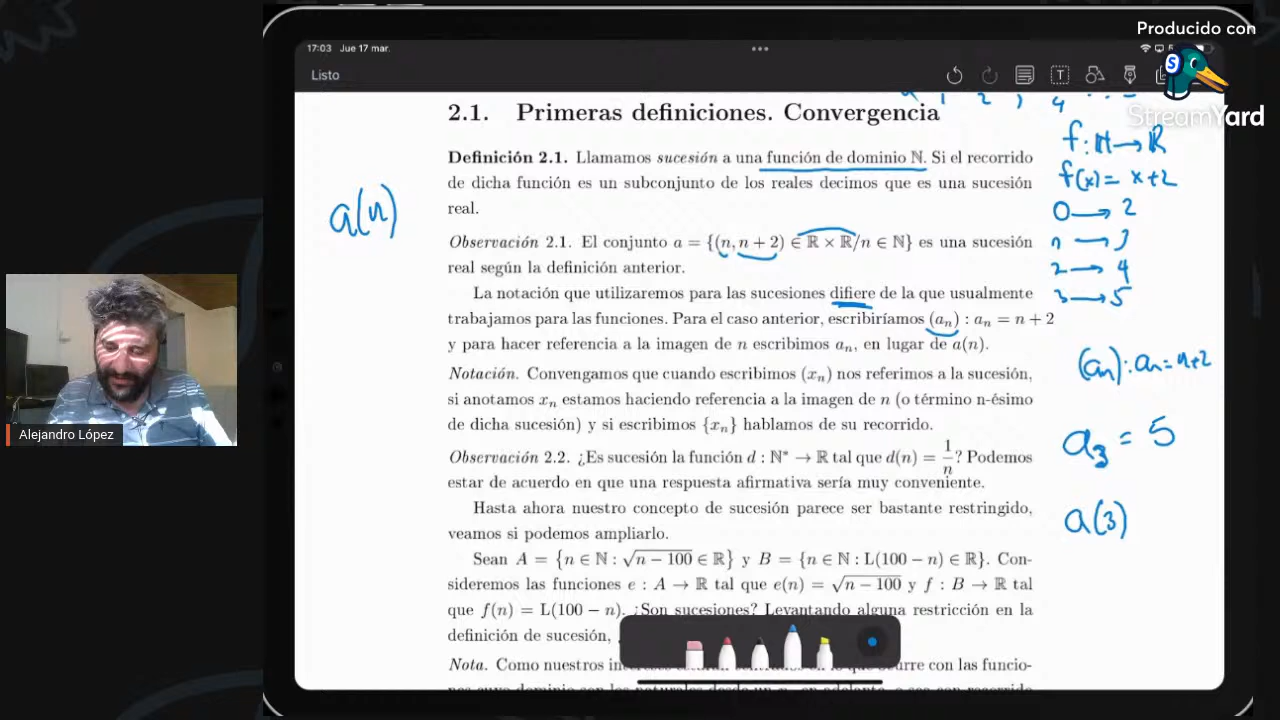 Producido con
StreamYard
17:03 Jue 17 mar.
Listo
2.1. Primeras definiciones. Convergencia
Definición 2.1. Llamamos sucesión a una función de dominio ℕ. Si el recorrido
de dicha función es un subconjunto de los reales decimos que es una sucesión
real.
Observación 2.1. El conjunto a = {(n, n + 2) ∈ ℝ × ℝ/n ∈ ℕ} es una sucesión
real según la definición anterior.
La notación que utilizaremos para las sucesiones difiere de la que usualmente
trabajamos para las funciones. Para el caso anterior, escribiríamos (aₙ) : aₙ = n + 2
y para hacer referencia a la imagen de n escribimos aₙ, en lugar de a(n).
Notación. Convengamos que cuando escribimos (xₙ) nos referimos a la sucesión,
si anotamos xₙ estamos haciendo referencia a la imagen de n (o término n-ésimo
de dicha sucesión) y si escribimos {xₙ} hablamos de su recorrido.
Observación 2.2. ¿Es sucesión la función d : ℕ* → ℝ tal que d(n) = 1/n? Podemos
estar de acuerdo en que una respuesta afirmativa sería muy conveniente.
Hasta ahora nuestro concepto de sucesión parece ser bastante restringido,
veamos si podemos ampliarlo.
Sean A = {n ∈ ℕ : √(n − 100) ∈ ℝ} y B = {n ∈ ℕ : L(100 − n) ∈ ℝ}. Con-
sideremos las funciones e : A → ℝ tal que e(n) = √(n − 100) y f : B → ℝ tal
que f(n) = L(100 − n). ¿Son sucesiones? Levantando alguna restricción en la
definición de sucesión,
Nota. Como nuestros
ocurre con las funcio-
a(n)
f: ℕ → ℝ
f(x) = x+2
0 → 2
→ 3
2 → 4
3 → 5
(aₙ): aₙ = n+2
a₃ = 5
a(3)
Alejandro López